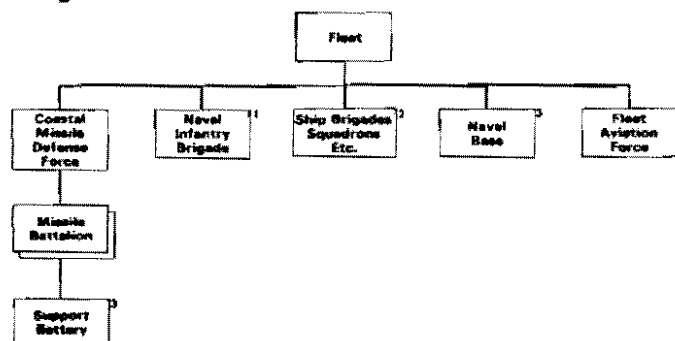 Fleet
Coastal
Missile
Defense
Force
Naval
Infantry
Brigade
1
Ship Brigades
Squadrons
Etc.
2
Naval
Base
3
Fleet
Aviation
Force
Missile
Battalion
Support
Battery
3